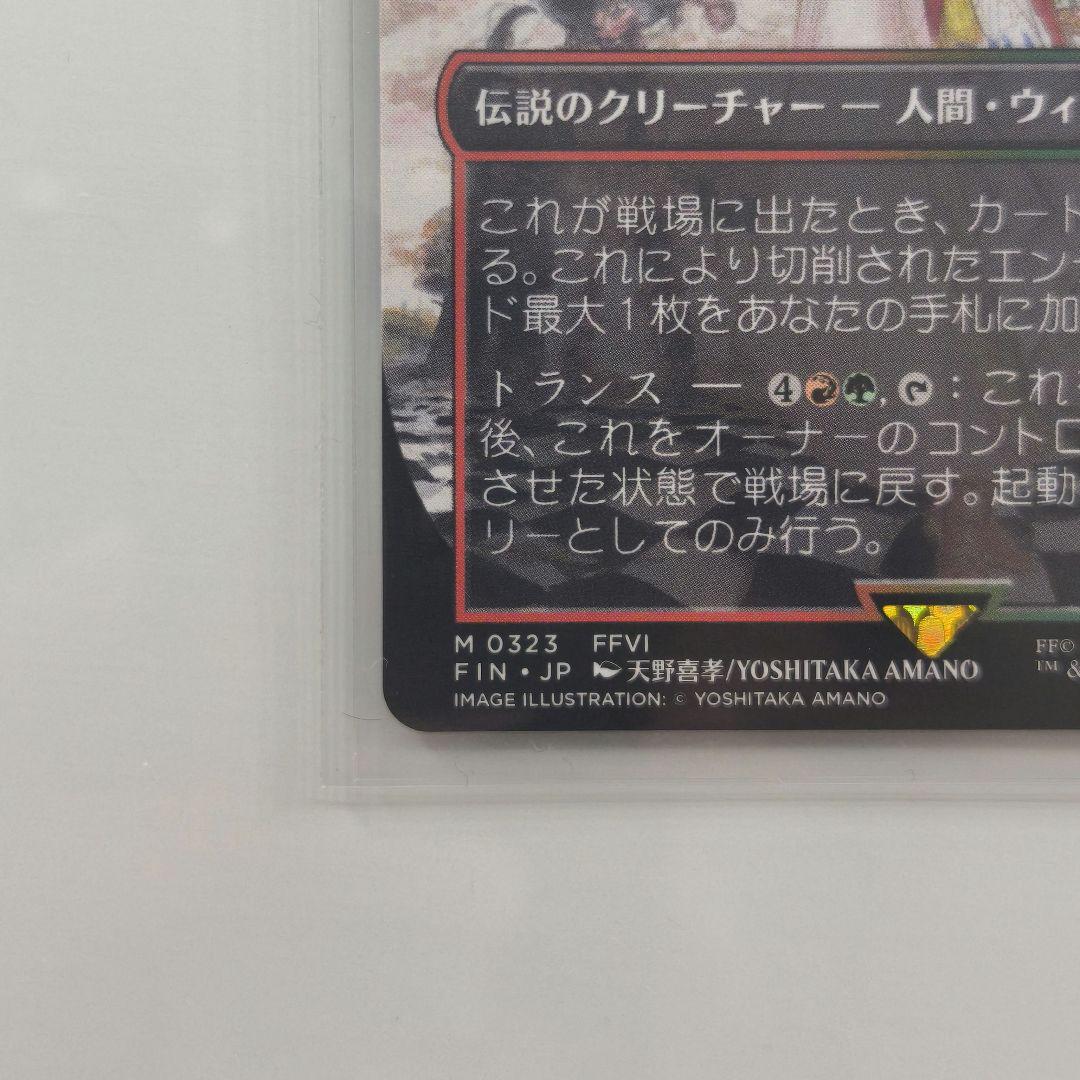 伝説のクリーチャー ― 人間・ウィ
これが戦場に出たとき、カード
る。これにより切削されたエン
ド最大1枚をあなたの手札に加
トランス ― 4, : これ
後、これをオーナーのコントロ
させた状態で戦場に戻す。起動
リーとしてのみ行う。
M 0323 FFVI
FIN • JP 天野喜孝/YOSHITAKA AMANO
IMAGE ILLUSTRATION: © YOSHITAKA AMANO
FF©
™ &